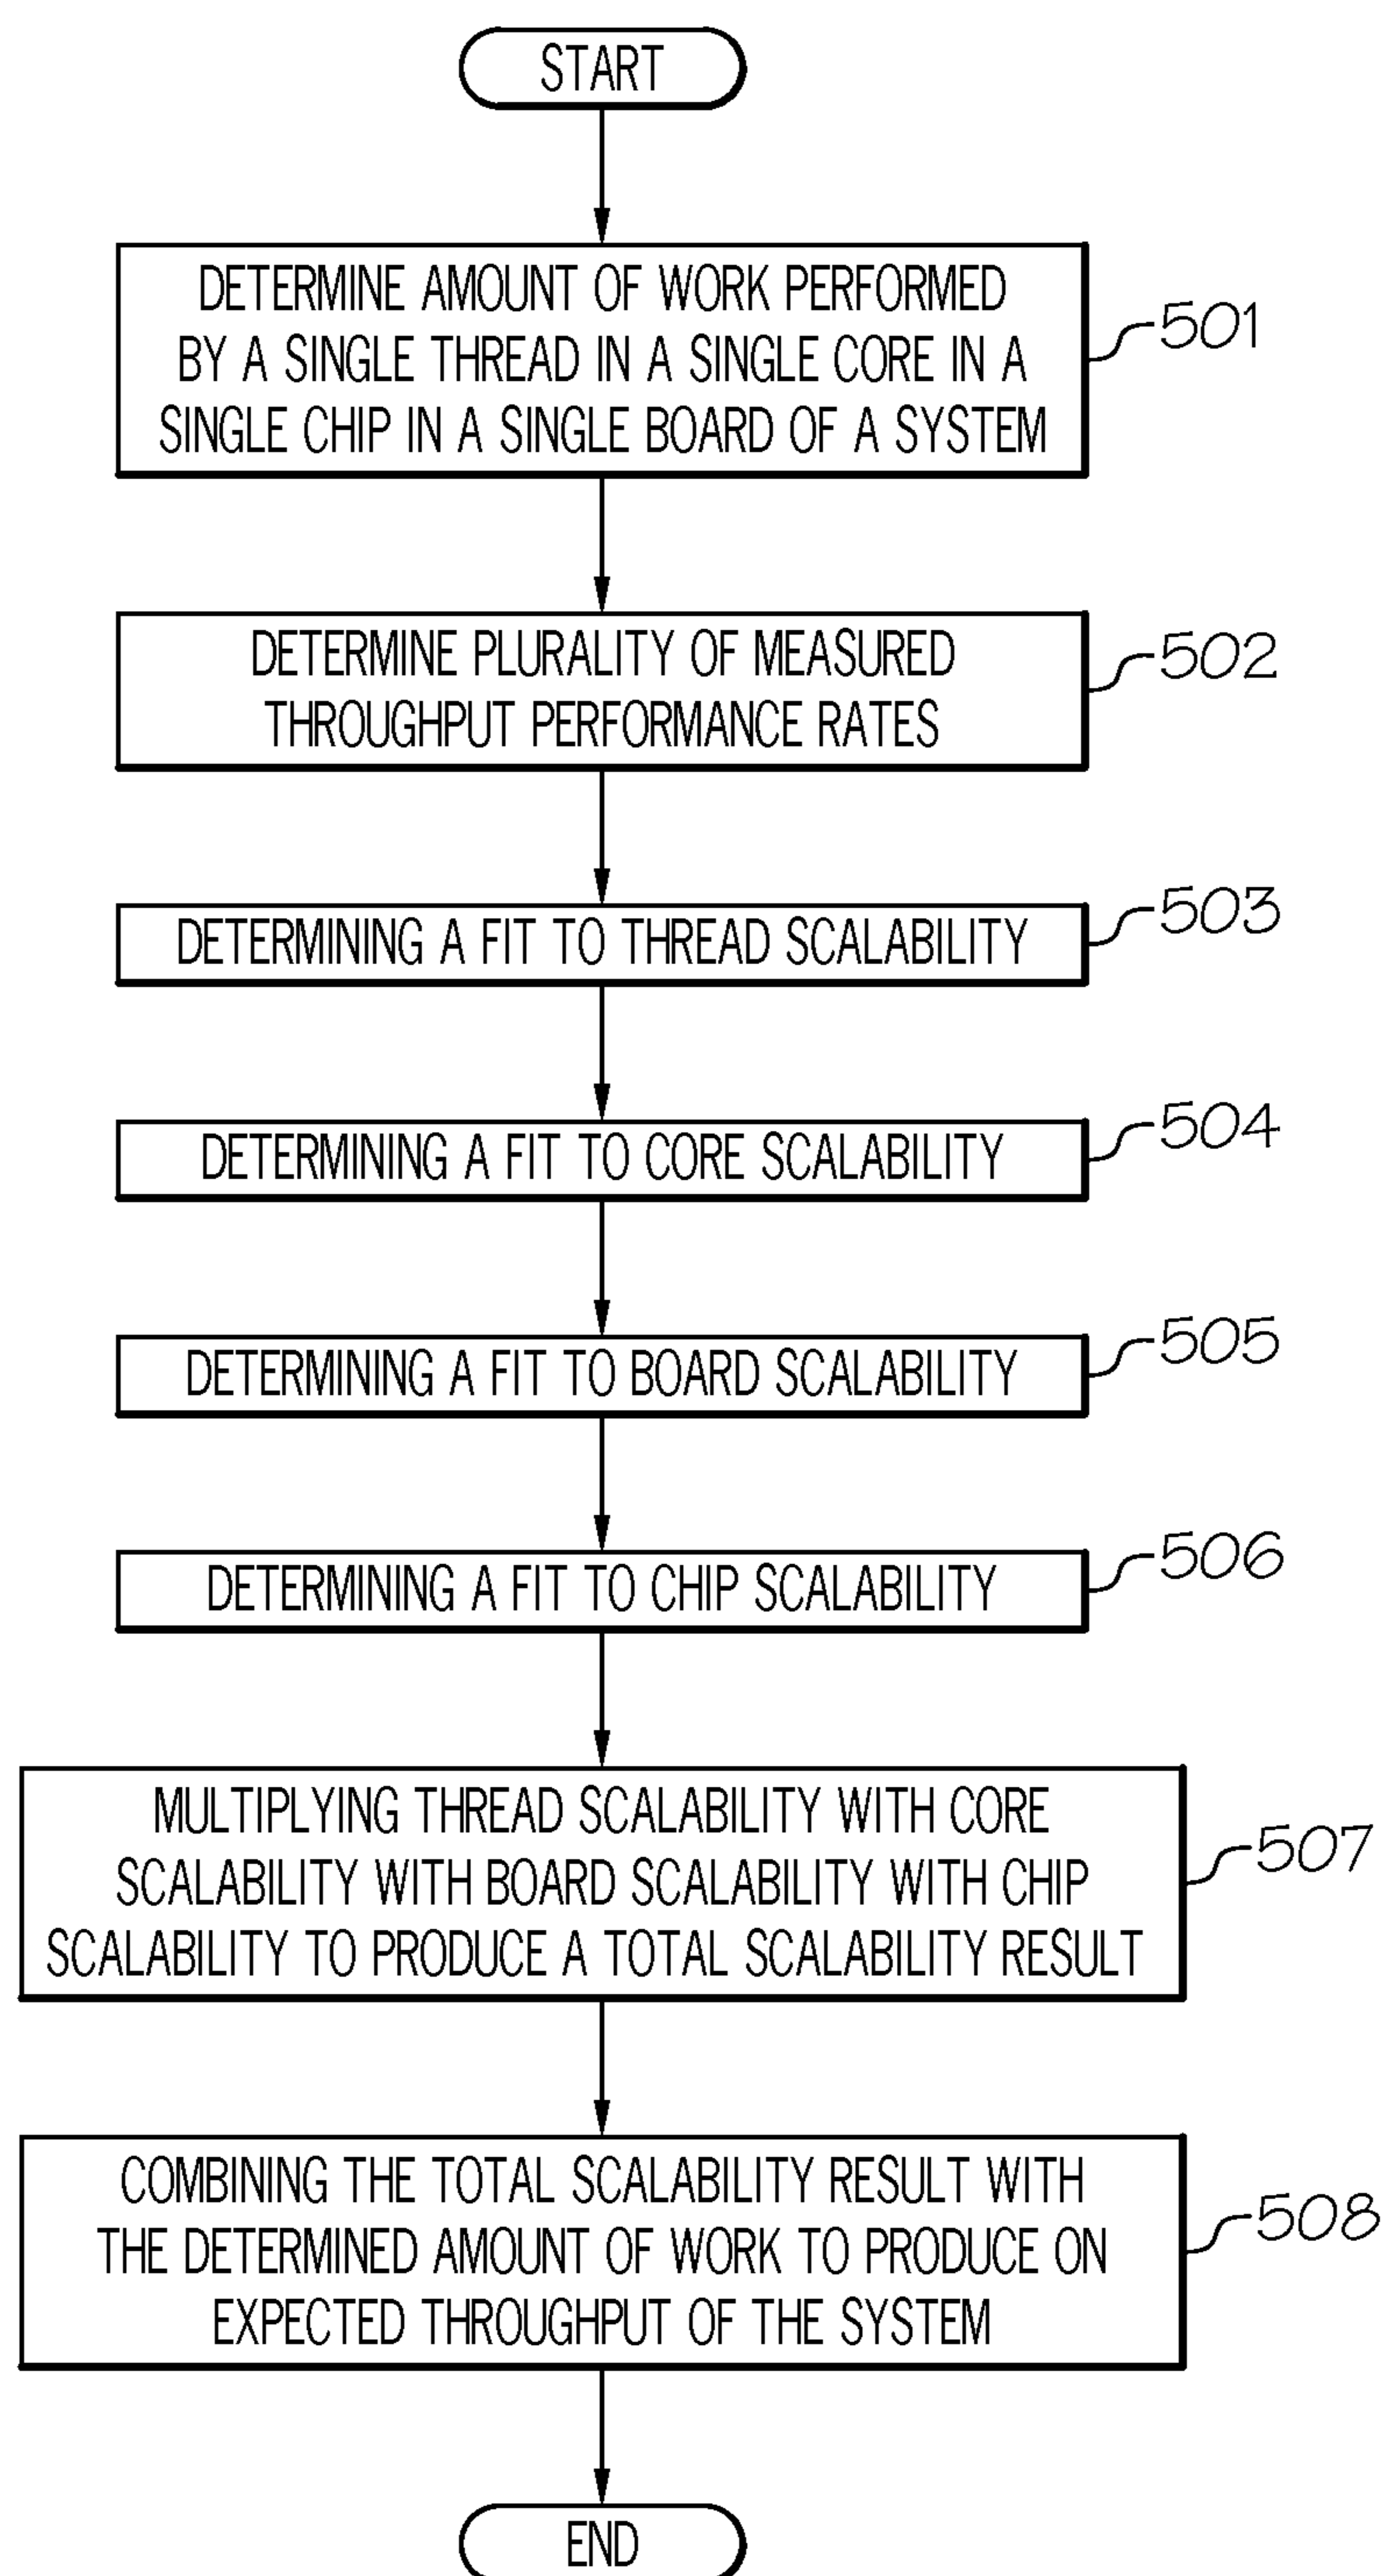 START
DETERMINE AMOUNT OF WORK PERFORMED
BY A SINGLE THREAD IN A SINGLE CORE IN A
SINGLE CHIP IN A SINGLE BOARD OF A SYSTEM
501
DETERMINE PLURALITY OF MEASURED
THROUGHPUT PERFORMANCE RATES
502
DETERMINING A FIT TO THREAD SCALABILITY
503
DETERMINING A FIT TO CORE SCALABILITY
504
DETERMINING A FIT TO BOARD SCALABILITY
505
DETERMINING A FIT TO CHIP SCALABILITY
506
MULTIPLYING THREAD SCALABILITY WITH CORE
SCALABILITY WITH BOARD SCALABILITY WITH CHIP
SCALABILITY TO PRODUCE A TOTAL SCALABILITY RESULT
507
COMBINING THE TOTAL SCALABILITY RESULT WITH
THE DETERMINED AMOUNT OF WORK TO PRODUCE ON
EXPECTED THROUGHPUT OF THE SYSTEM
508
END